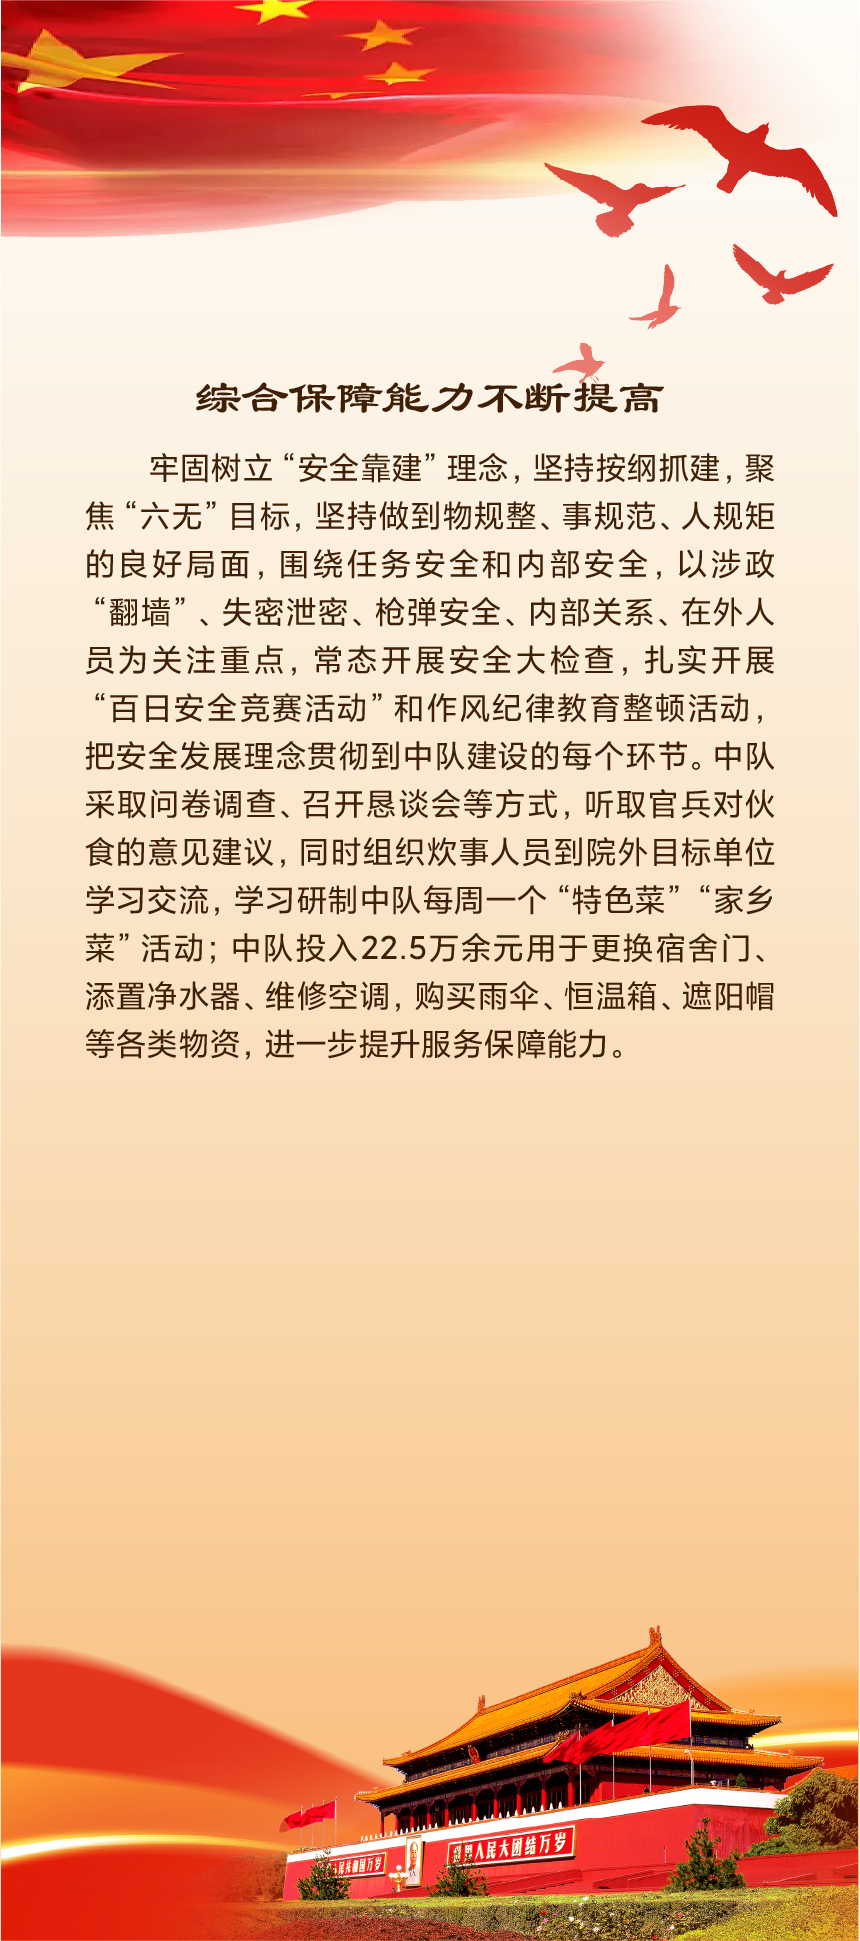 综合保障能力不断提高
牢固树立“安全靠建”理念，坚持按纲抓建，聚
焦“六无”目标，坚持做到物规整、事规范、人规矩
的良好局面，围绕任务安全和内部安全，以涉政
“翻墙”、失密泄密、枪弹安全、内部关系、在外人
员为关注重点，常态开展安全大检查，扎实开展
“百日安全竞赛活动”和作风纪律教育整顿活动，
把安全发展理念贯彻到中队建设的每个环节。中队
采取问卷调查、召开恳谈会等方式，听取官兵对伙
食的意见建议，同时组织炊事人员到院外目标单位
学习交流，学习研制中队每周一个“特色菜”“家乡
菜”活动；中队投入22.5万余元用于更换宿舍门、
添置净水器、维修空调，购买雨伞、恒温箱、遮阳帽
等各类物资，进一步提升服务保障能力。
人民共和国万岁
世界人民大团结万岁